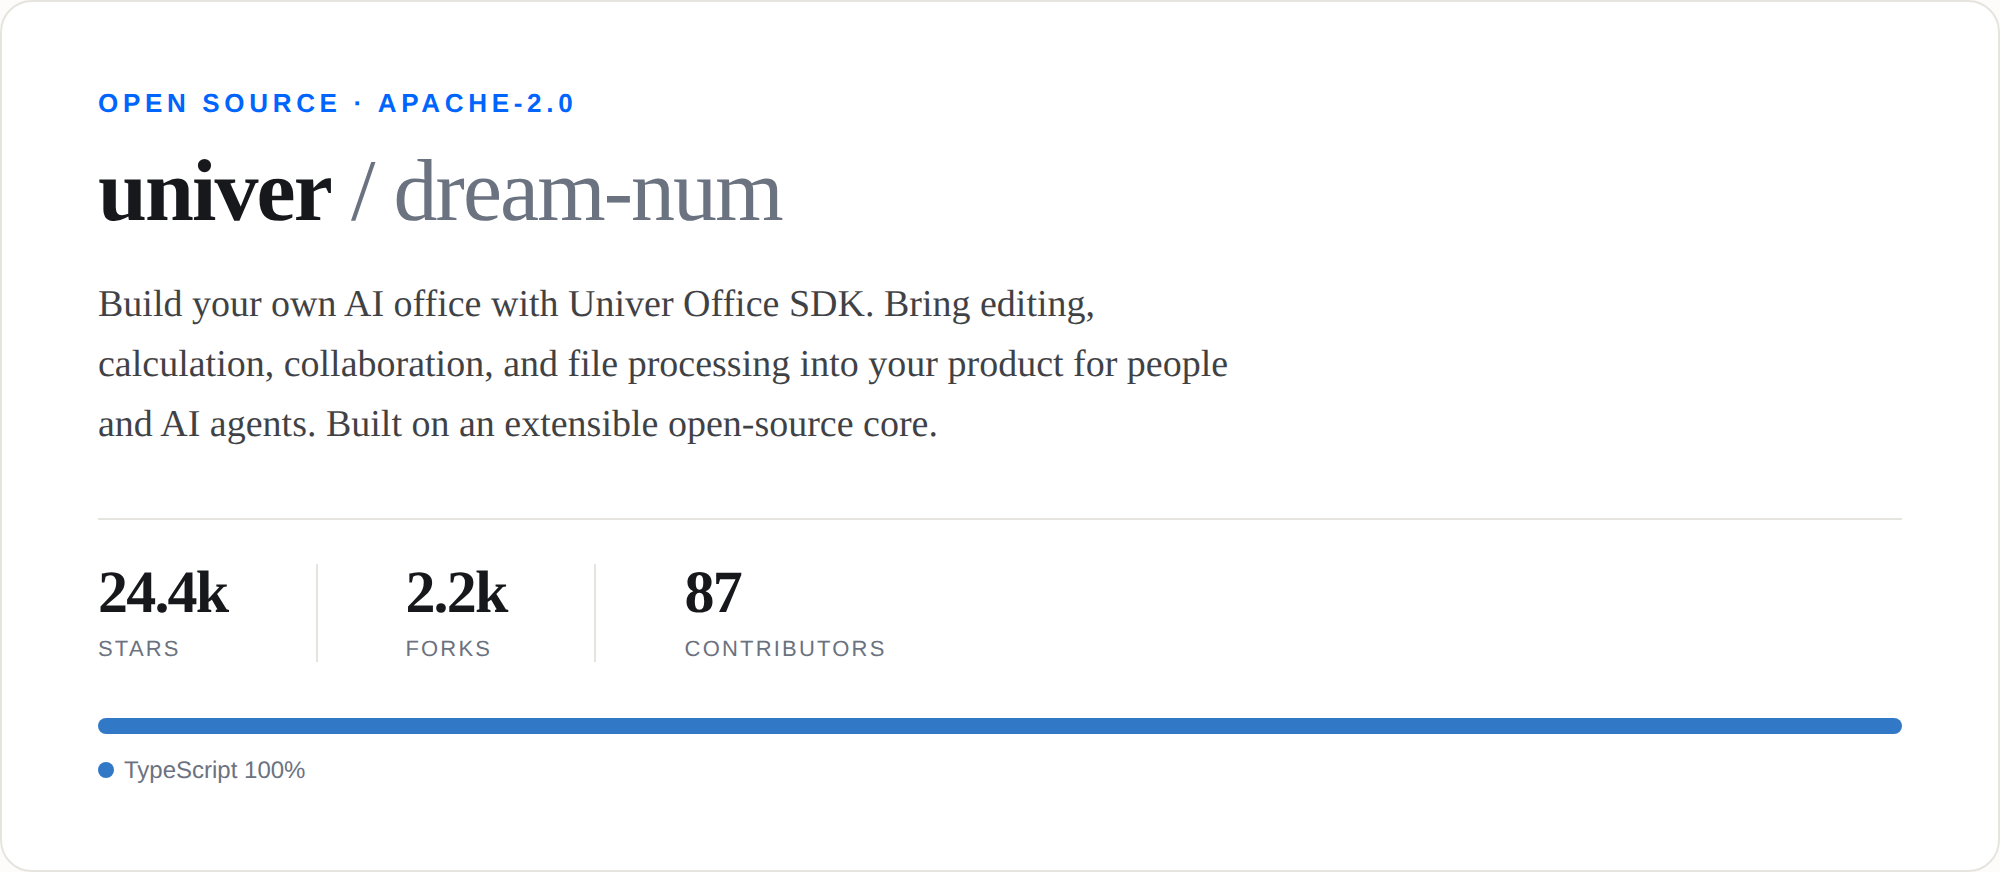 OPEN SOURCE · APACHE-2.0
univer / dream-num
Build your own AI office with Univer Office SDK. Bring editing,
calculation, collaboration, and file processing into your product for people
and AI agents. Built on an extensible open-source core.
24.4k
STARS
2.2k
FORKS
87
CONTRIBUTORS
TypeScript 100%